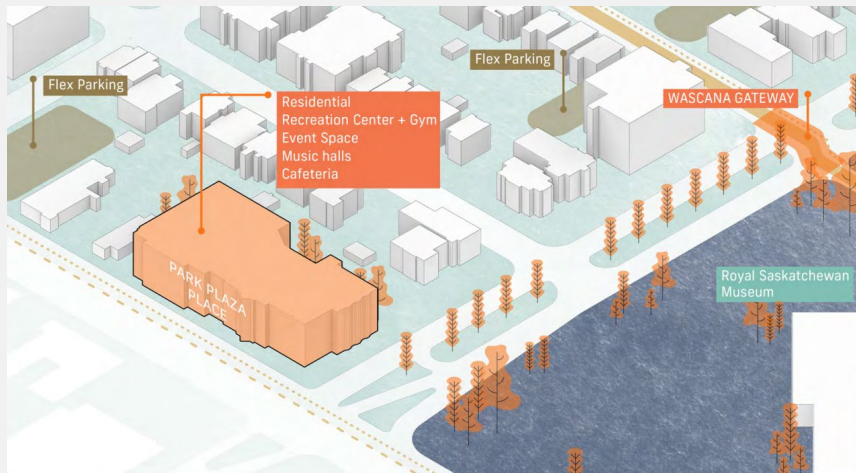 Flex Parking
Flex Parking
Residential
Recreation Center + Gym
Event Space
Music halls
Cafeteria
WASCANA GATEWAY
PARK PLAZA
PLACE
Royal Saskatchewan
Museum